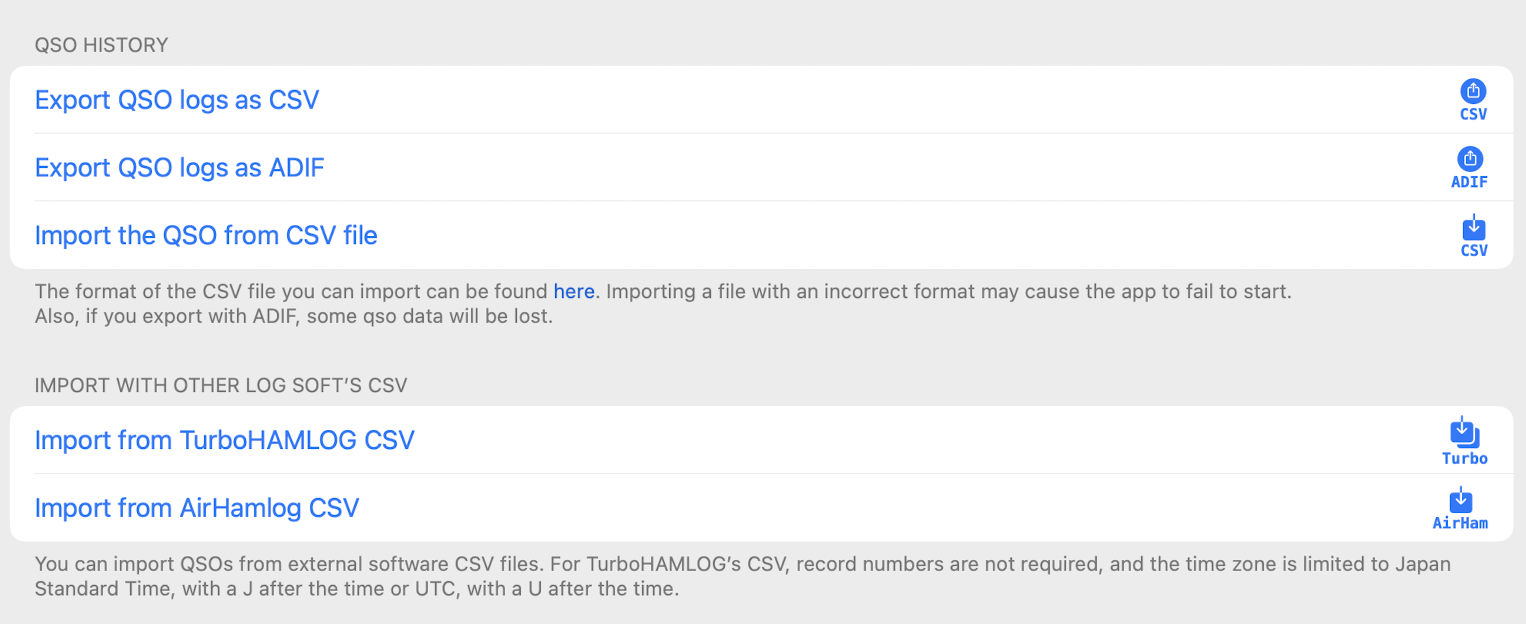 QSO HISTORY
Export QSO logs as CSV
CSV
Export QSO logs as ADIF
ADIF
Import the QSO from CSV file
CSV
The format of the CSV file you can import can be found here. Importing a file with an incorrect format may cause the app to fail to start.
Also, if you export with ADIF, some qso data will be lost.
IMPORT WITH OTHER LOG SOFT'S CSV
Import from TurboHAMLOG CSV
Turbo
Import from AirHamlog CSV
AirHam
You can import QSOs from external software CSV files. For TurboHAMLOG's CSV, record numbers are not required, and the time zone is limited to Japan
Standard Time, with a J after the time or UTC, with a U after the time.